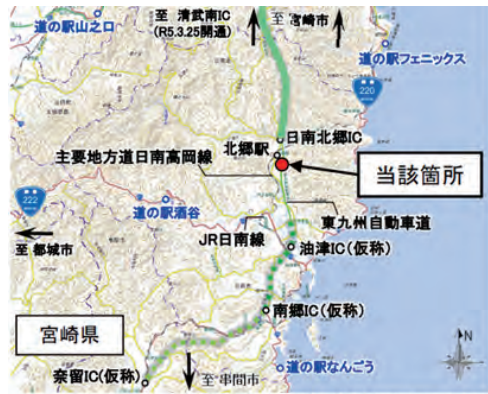 至 清武南IC
(R5.3.25開通)
至 宮崎市
道の駅山之口
道の駅フェニックス
220
日南北郷IC
北郷駅
主要地方道日南高岡線
当該箇所
222
道の駅酒谷
東九州自動車道
至 都城市
JR日南線
油津IC(仮称)
南郷IC(仮称)
宮崎県
道の駅なんごう
奈留IC(仮称)
至 串間市
N